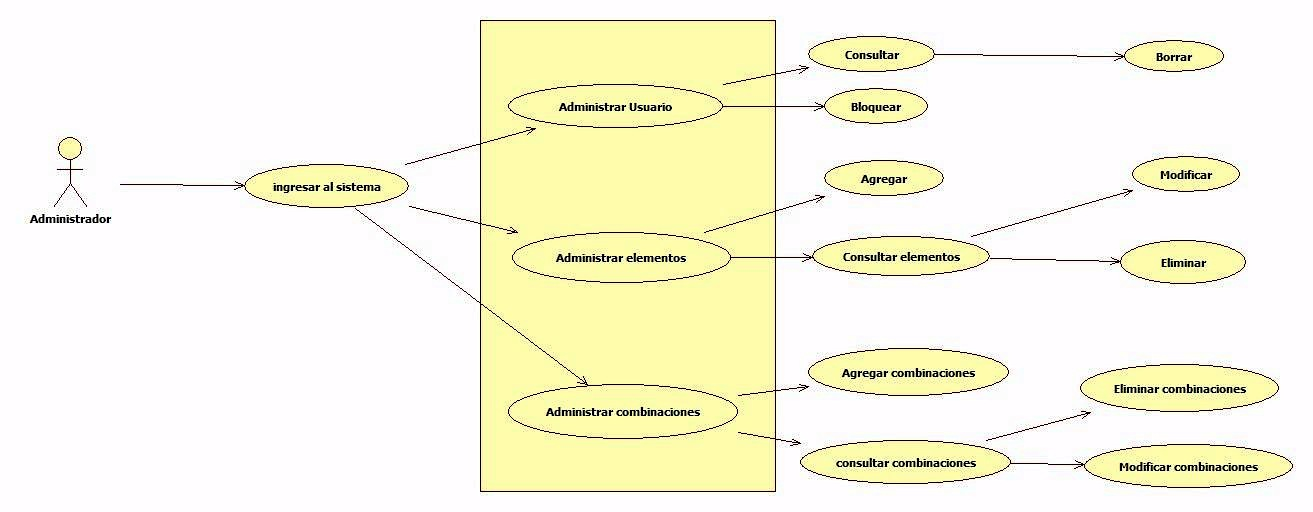 Consultar
Borrar
Administrar Usuario
Bloquear
Administrador
ingresar al sistema
Agregar
Modificar
Administrar elementos
Consultar elementos
Eliminar
Agregar combinaciones
Eliminar combinaciones
Administrar combinaciones
consultar combinaciones
Modificar combinaciones